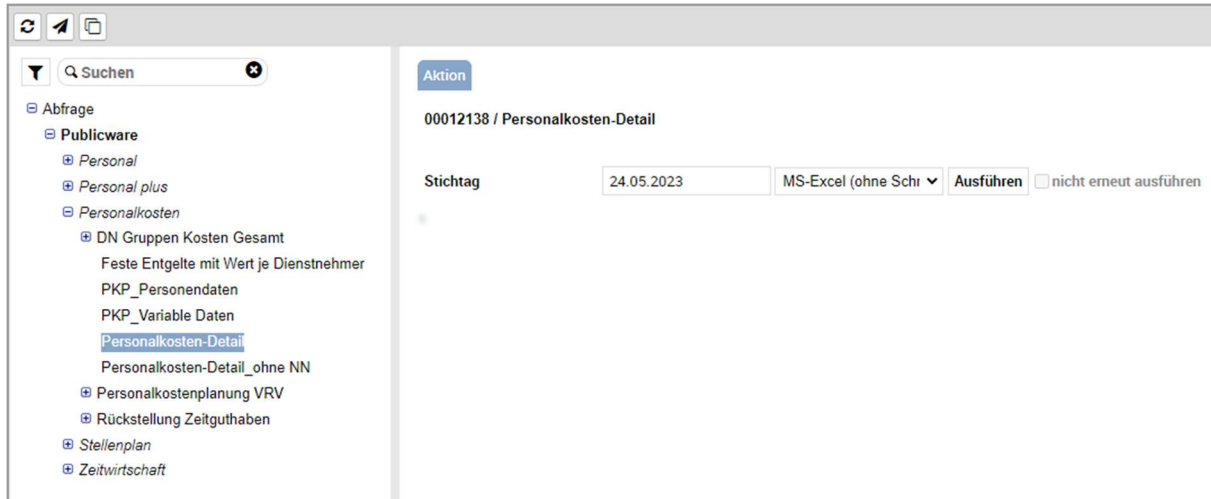 Suchen
Abfrage
Publicware
Personal
Personal plus
Personalkosten
DN Gruppen Kosten Gesamt
Feste Entgelte mit Wert je Dienstnehmer
PKP_Personendaten
PKP_Variable Daten
Personalkosten-Detail
Personalkosten-Detail_ohne NN
Personalkostenplanung VRV
Rückstellung Zeitguthaben
Stellenplan
Zeitwirtschaft
Aktion
00012138 / Personalkosten-Detail
Stichtag 24.05.2023 MS-Excel (ohne Schr Ausführen nicht erneut ausführen